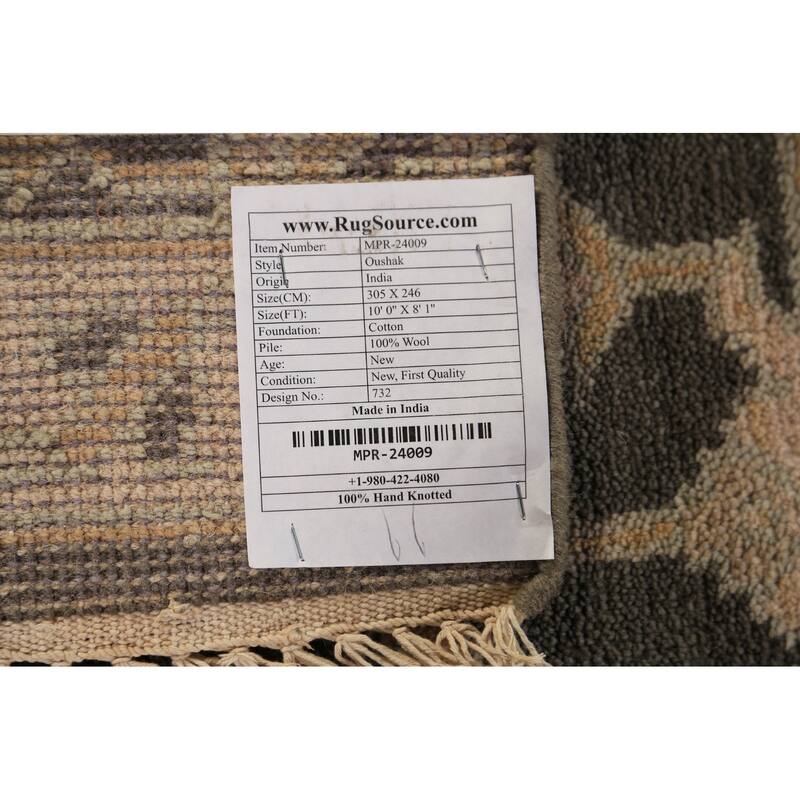 www.RugSource.com
Item Number: MPR-24009
Style Oushak
Origin India
Size(CM): 305 X 246
Size(FT): 10' 0" X 8' 1"
Foundation: Cotton
Pile: 100% Wool
Age: New
Condition: New, First Quality
Design No.: 732
Made in India
MPR-24009
+1-980-422-4080
100% Hand Knotted